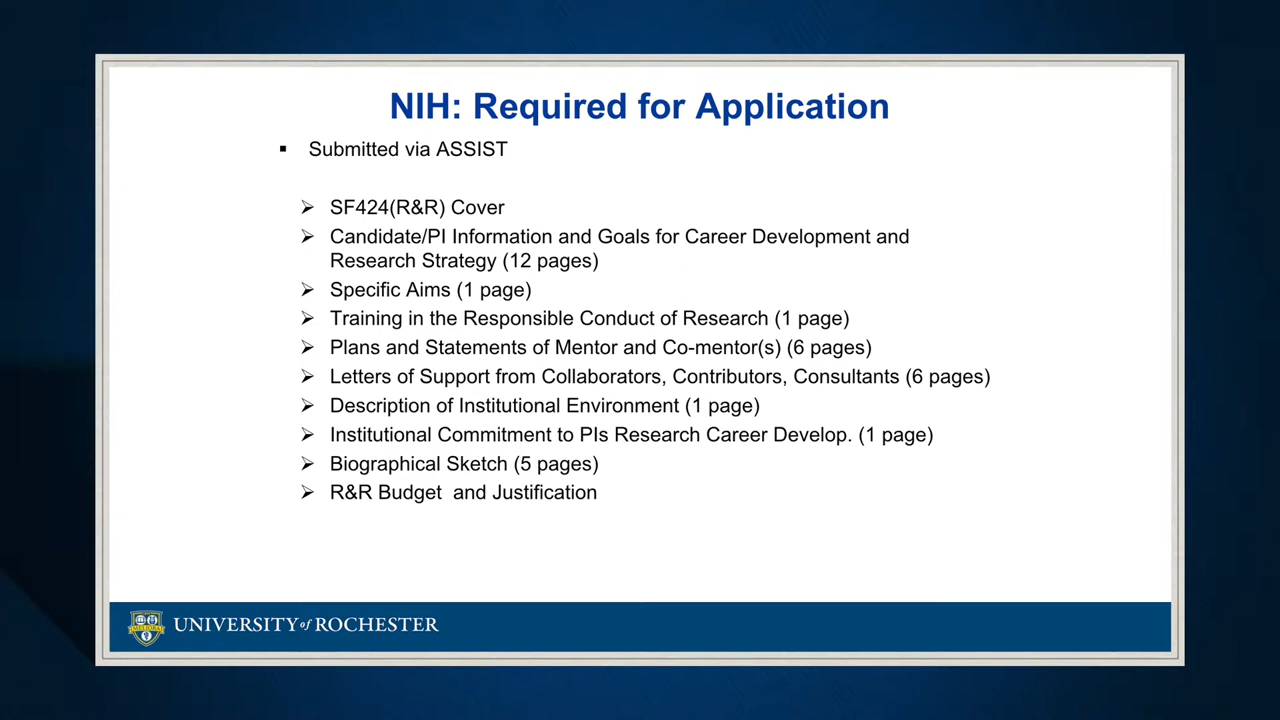 NIH: Required for Application
▪ Submitted via ASSIST
➢ SF424(R&R) Cover
➢ Candidate/PI Information and Goals for Career Development and
Research Strategy (12 pages)
➢ Specific Aims (1 page)
➢ Training in the Responsible Conduct of Research (1 page)
➢ Plans and Statements of Mentor and Co-mentor(s) (6 pages)
➢ Letters of Support from Collaborators, Contributors, Consultants (6 pages)
➢ Description of Institutional Environment (1 page)
➢ Institutional Commitment to PIs Research Career Develop. (1 page)
➢ Biographical Sketch (5 pages)
➢ R&R Budget  and Justification
MELIORA
UNIVERSITY of ROCHESTER